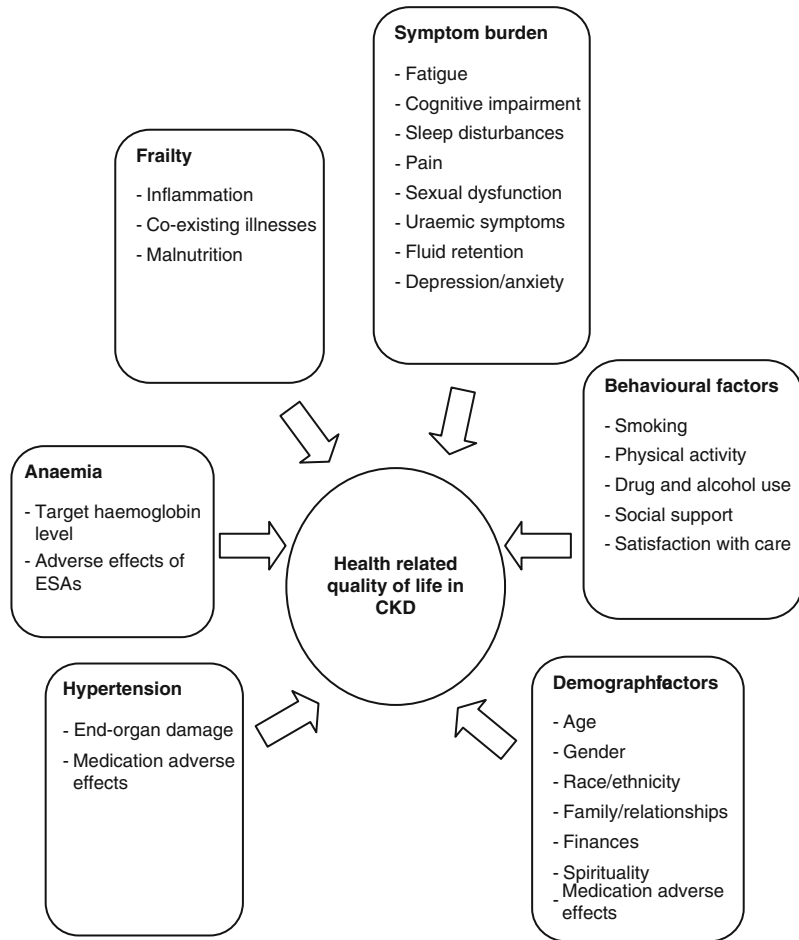 Symptom burden
- Fatigue
- Cognitive impairment
- Sleep disturbances
- Pain
- Sexual dysfunction
- Uraemic symptoms
- Fluid retention
- Depression/anxiety
Frailty
- Inflammation
- Co-existing illnesses
- Malnutrition
Behavioural factors
- Smoking
- Physical activity
- Drug and alcohol use
- Social support
- Satisfaction with care
Anaemia
- Target haemoglobin
level
- Adverse effects of
ESAs
Health related
quality of life in
CKD
Hypertension
- End-organ damage
- Medication adverse
effects
Demographfactors
- Age
- Gender
- Race/ethnicity
- Family/relationships
- Finances
- Spirituality
- Medication adverse
effects